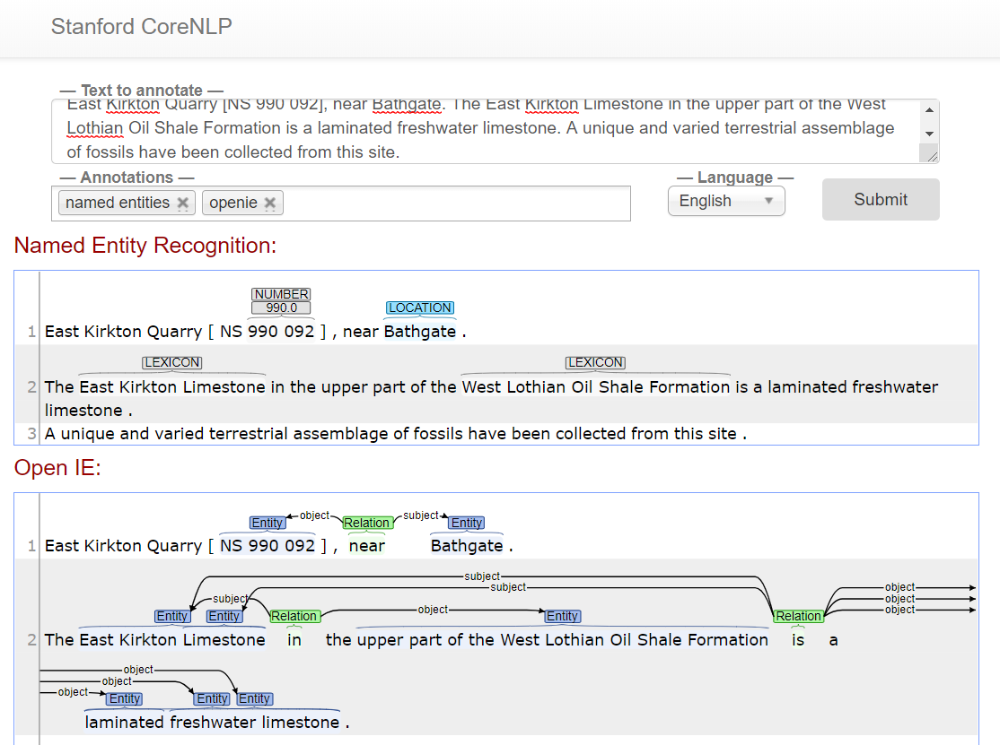 Stanford CoreNLP
— Text to annotate —
East Kirkton Quarry [NS 990 092], near Bathgate. The East Kirkton Limestone in the upper part of the West
Lothian Oil Shale Formation is a laminated freshwater limestone. A unique and varied terrestrial assemblage
of fossils have been collected from this site.
— Annotations —
— Language —
named entities
openie
English
Submit
Named Entity Recognition:
NUMBER
990.0
LOCATION
1 East Kirkton Quarry [ NS 990 092 ] , near Bathgate .
LEXICON LEXICON
2 The East Kirkton Limestone in the upper part of the West Lothian Oil Shale Formation is a laminated freshwater
limestone .
3 A unique and varied terrestrial assemblage of fossils have been collected from this site .
Open IE:
Entity object Relation subject Entity
1 East Kirkton Quarry [ NS 990 092 ] , near Bathgate .
subject
subject object
subject object
object object
Entity Entity Relation Entity Relation
2 The East Kirkton Limestone in the upper part of the West Lothian Oil Shale Formation is a
object
object
object
Entity Entity Entity
laminated freshwater limestone .